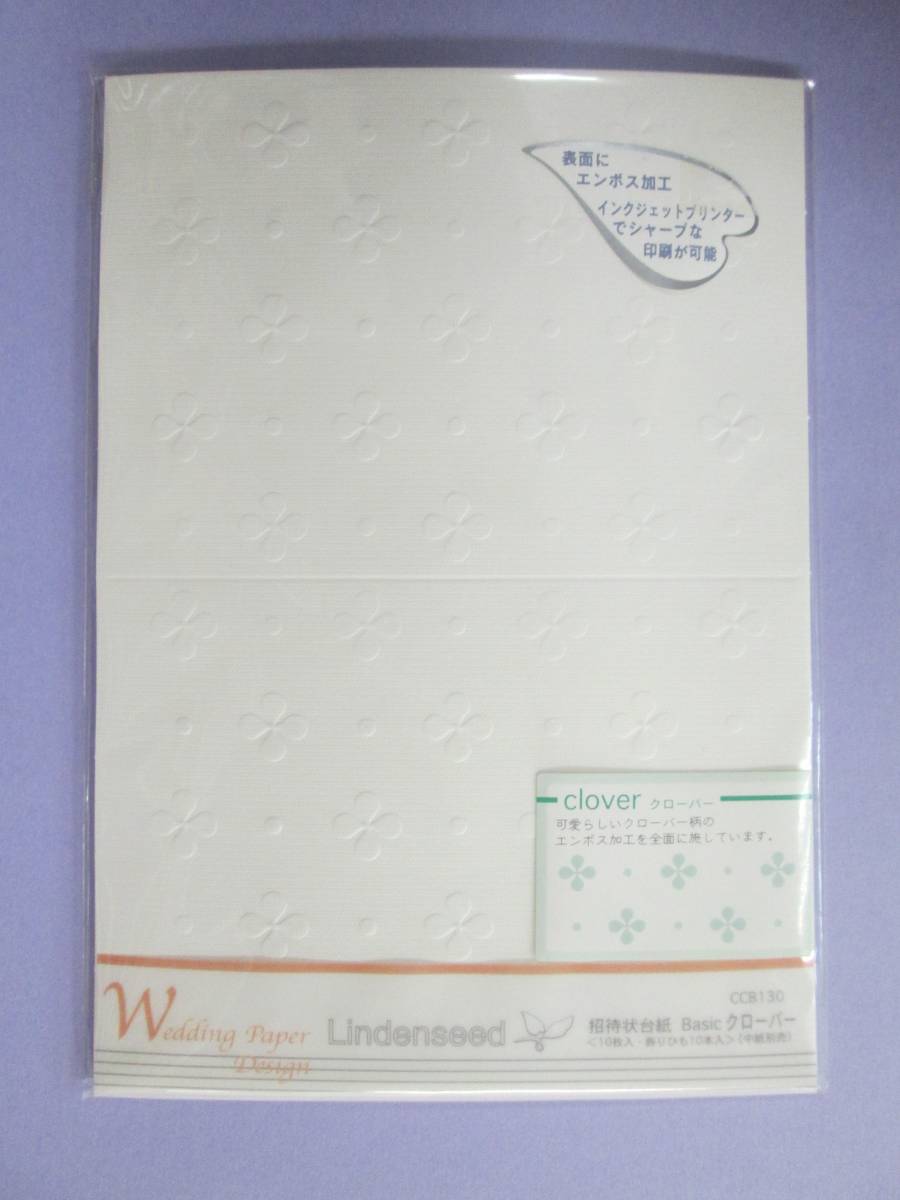 表面に
エンボス加工
インクジェットプリンター
でシャープな
印刷が可能
clover クローバー
可愛らしいクローバー柄の
エンボス加工を全面に施しています。
CCB130
Wedding Paper
Design
Lindenseed
招待状台紙 Basic クローバー
<10枚入・飾りひも10本入>(中紙別売)